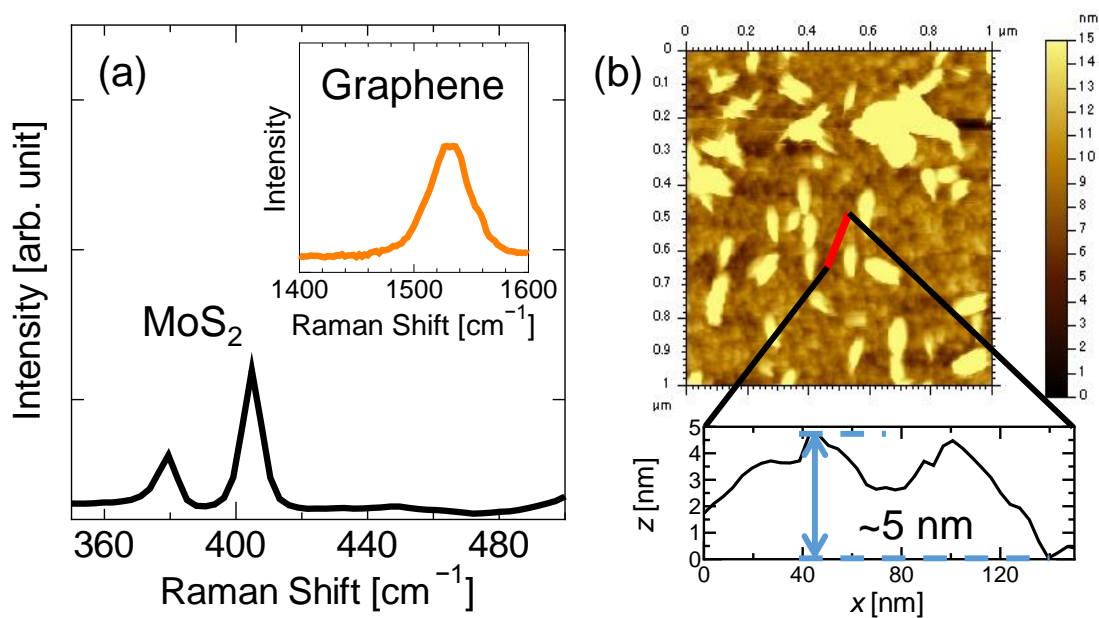 (a)
Intensity [arb. unit]
MoS₂
360 400 440 480
Raman Shift [cm⁻¹]
Graphene
Intensity
1400 1500 1600
Raman Shift [cm⁻¹]
(b)
0 0.2 0.4 0.6 0.8 1 µm
0
0.1
0.2
0.3
0.4
0.5
0.6
0.7
0.8
0.9
1
µm
nm
15
14
13
12
11
10
9
8
7
6
5
4
3
2
1
0
z [nm]
5
4
3
2
1
0
~5 nm
0 40 80 120
x [nm]